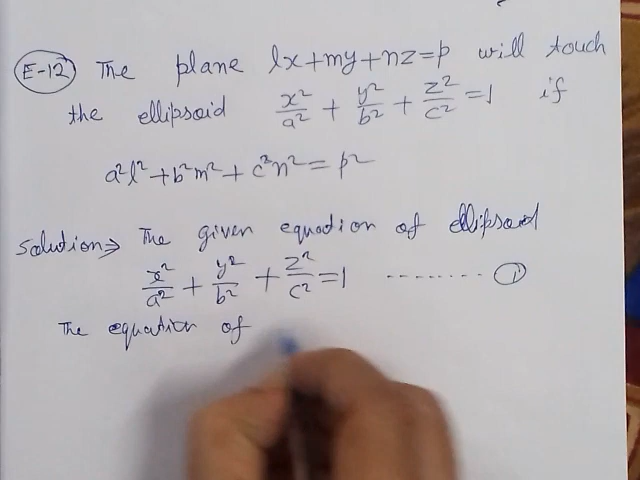 E-12 The plane lx+my+nz=p will touch
the ellipsoid x²/a² + y²/b² + z²/c² =1 if
a²l²+b²m²+c²n²=p²
Solution⇒ The given equation of ellipsoid
x²/a² + y²/b² + z²/c² =1 -------- ①
The equation of